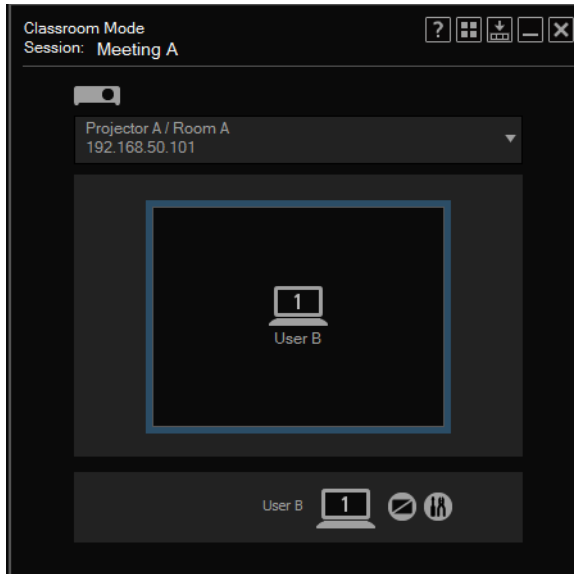 Classroom Mode
Session: Meeting A
?
Projector A / Room A
192.168.50.101
1
User B
User B 1